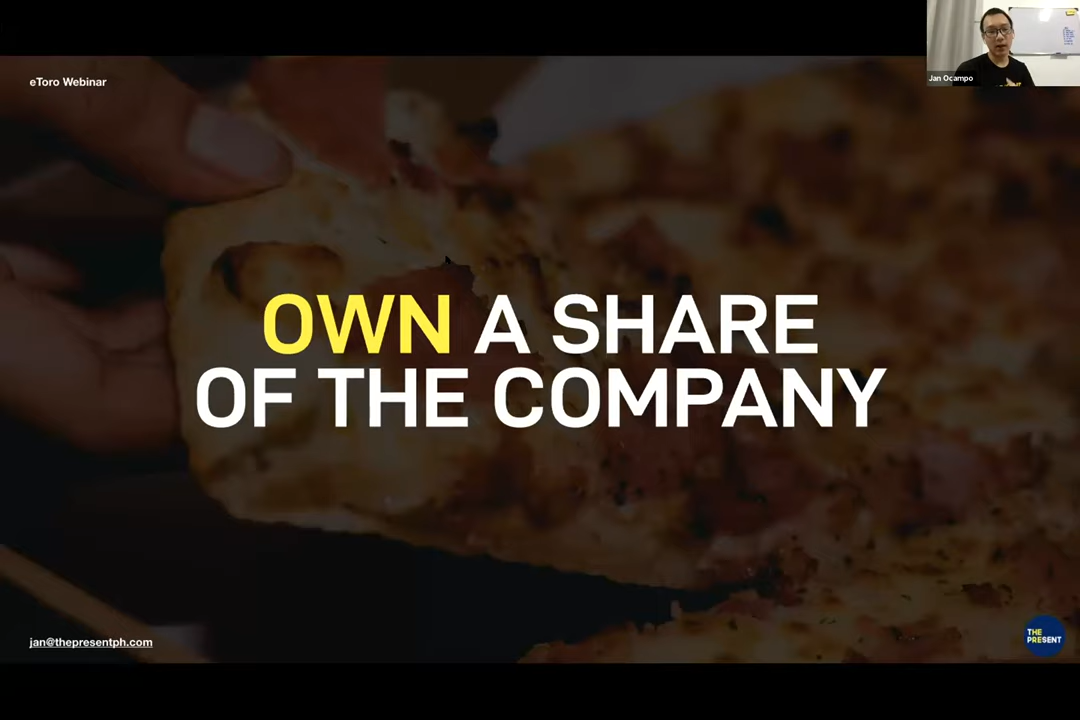 eToro Webinar
Jan Ocampo
OWN A SHARE
OF THE COMPANY
jan@thepresentph.com
THE
PRESENT